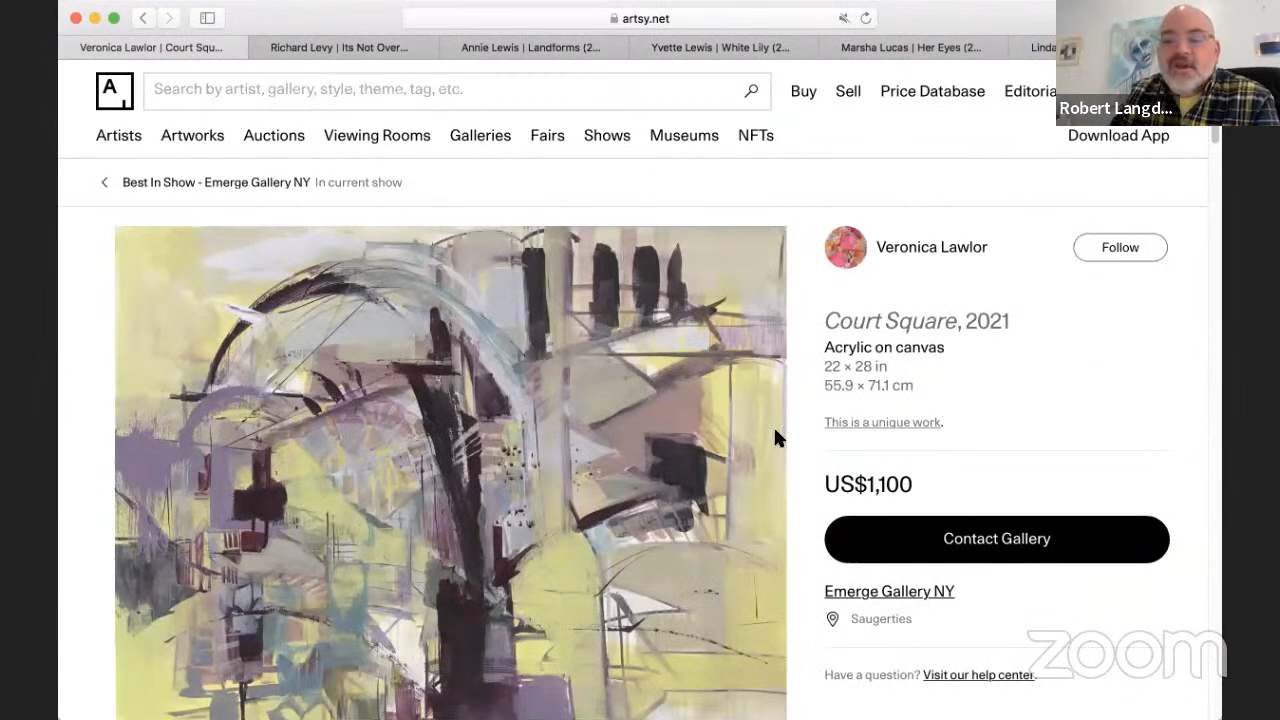 artsy.net
Veronica Lawlor | Court Squ...
Richard Levy | Its Not Over...
Annie Lewis | Landforms (2...
Yvette Lewis | White Lily (2...
Marsha Lucas | Her Eyes (2...
Linda
A,
Search by artist, gallery, style, theme, tag, etc.
Buy Sell Price Database Editoria
Robert Langd...
Artists Artworks Auctions Viewing Rooms Galleries Fairs Shows Museums NFTs
Download App
Best In Show - Emerge Gallery NY In current show
Veronica Lawlor
Follow
Court Square, 2021
Acrylic on canvas
22 × 28 in
55.9 × 71.1 cm
This is a unique work.
US$1,100
Contact Gallery
Emerge Gallery NY
Saugerties
zoom
Have a question? Visit our help center.